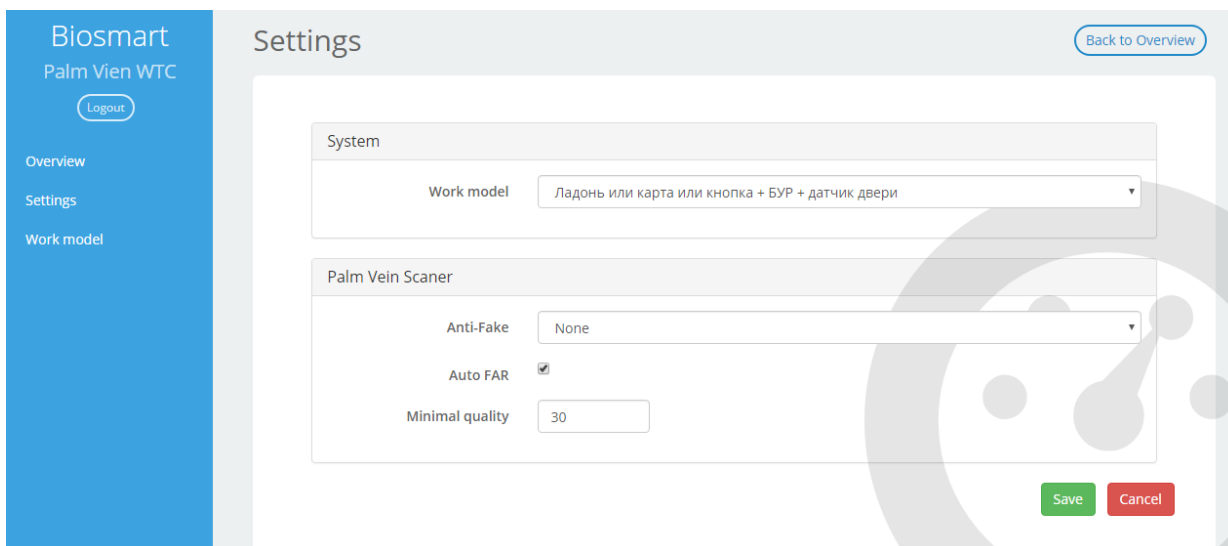 Biosmart
Palm Vien WTC
Logout
Overview
Settings
Work model
Settings
Back to Overview
System
Work model
Ладонь или карта или кнопка + БУР + датчик двери
Palm Vein Scaner
Anti-Fake
None
Auto FAR
Minimal quality
30
Save
Cancel